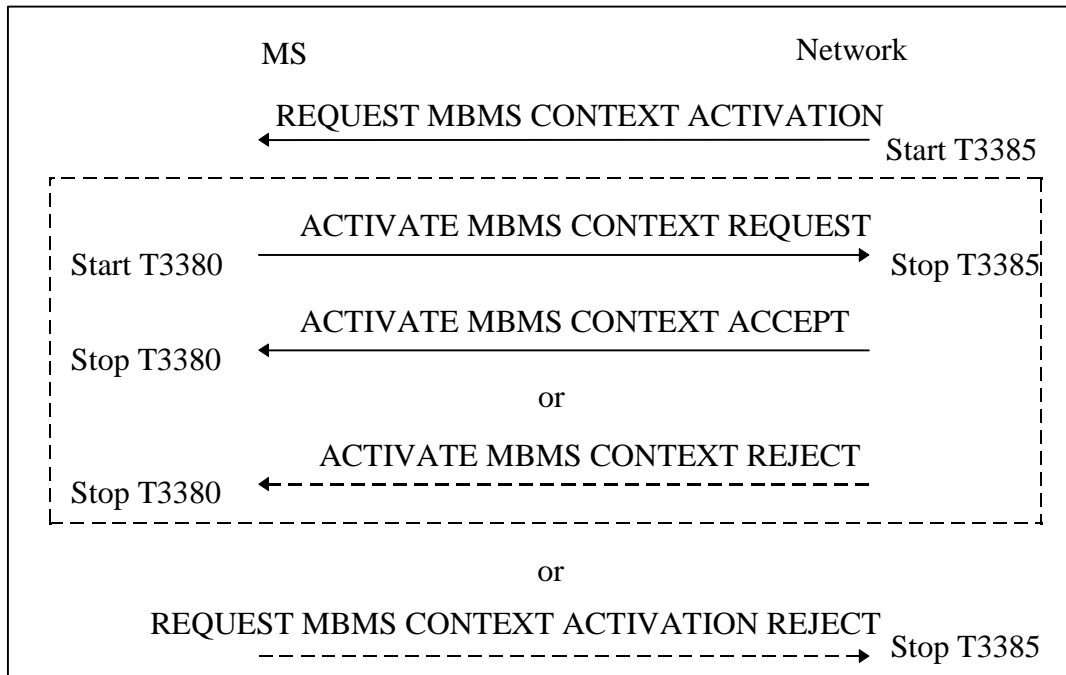 MS
Network
REQUEST MBMS CONTEXT ACTIVATION
Start T3385
ACTIVATE MBMS CONTEXT REQUEST
Start T3380
Stop T3385
ACTIVATE MBMS CONTEXT ACCEPT
Stop T3380
or
ACTIVATE MBMS CONTEXT REJECT
Stop T3380
or
REQUEST MBMS CONTEXT ACTIVATION REJECT
Stop T3385